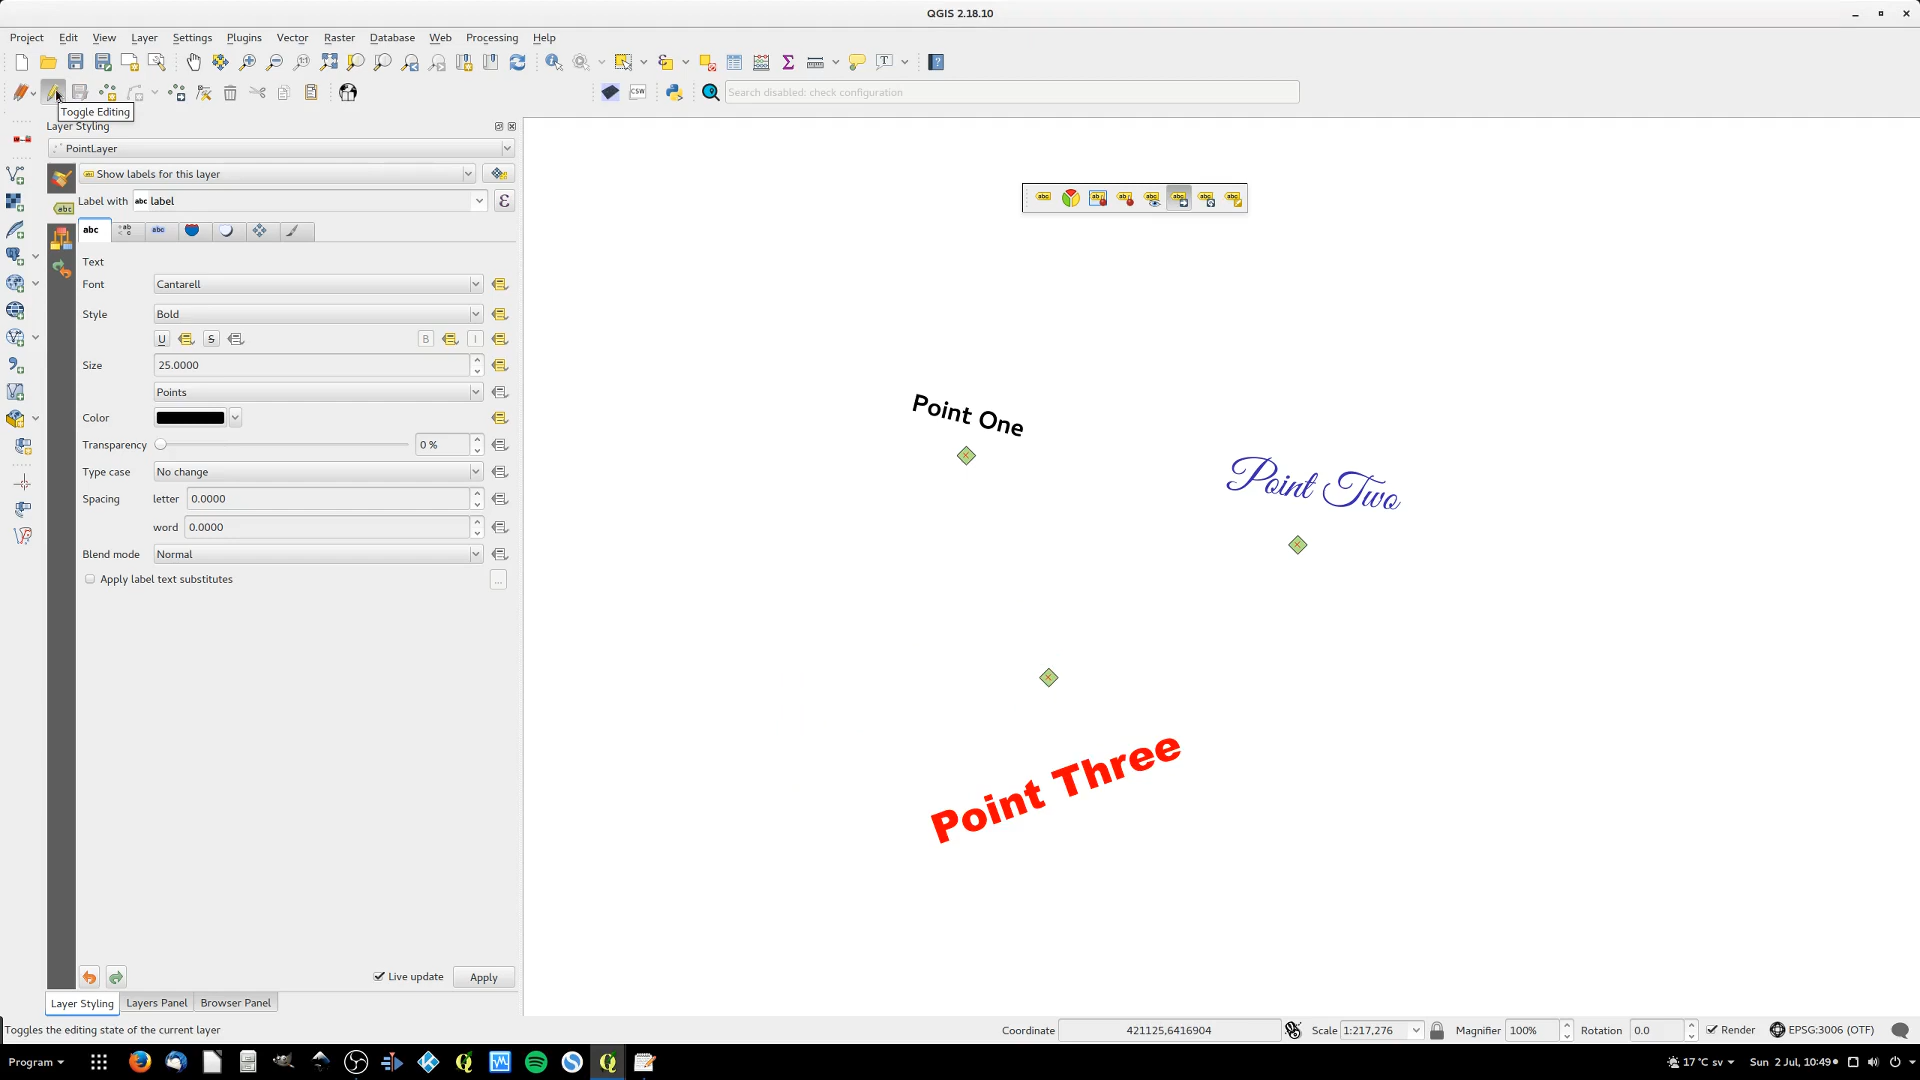 QGIS 2.18.10
Project Edit View Layer Settings Plugins Vector Raster Database Web Processing Help
CSW
Search disabled: check configuration
Toggle Editing
Layer Styling
PointLayer
Show labels for this layer
Label with abc label
abc
Text
Font Cantarell
Style Bold
U S B I
Size 25.0000
Points
Color
Transparency 0 %
Type case No change
Spacing letter 0.0000
word 0.0000
Blend mode Normal
Apply label text substitutes ...
Live update Apply
Layer Styling Layers Panel Browser Panel
Point One
Point Two
Point Three
Toggles the editing state of the current layer
Coordinate 421125,6416904 Scale 1:217,276 Magnifier 100% Rotation 0.0 Render EPSG:3006 (OTF)
Program 17 °C sv Sun 2 Jul, 10:49